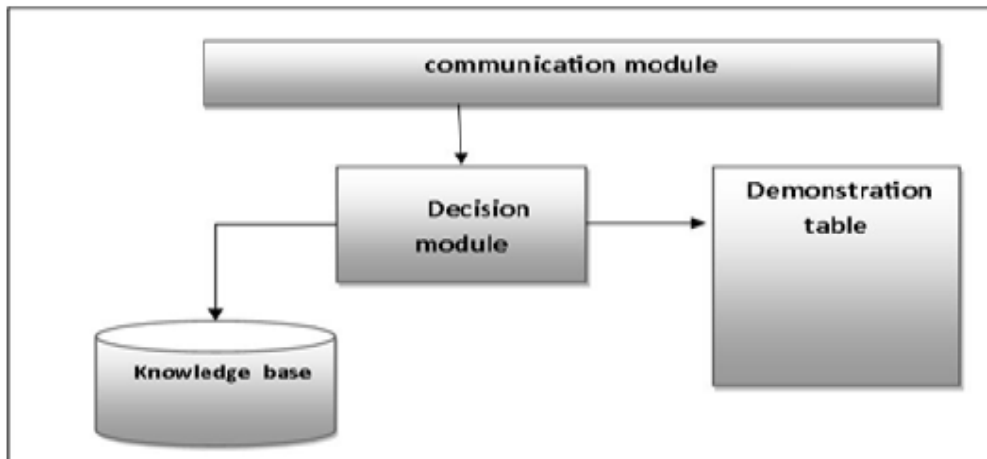 communication module
Decision
module
Demonstration
table
Knowledge base